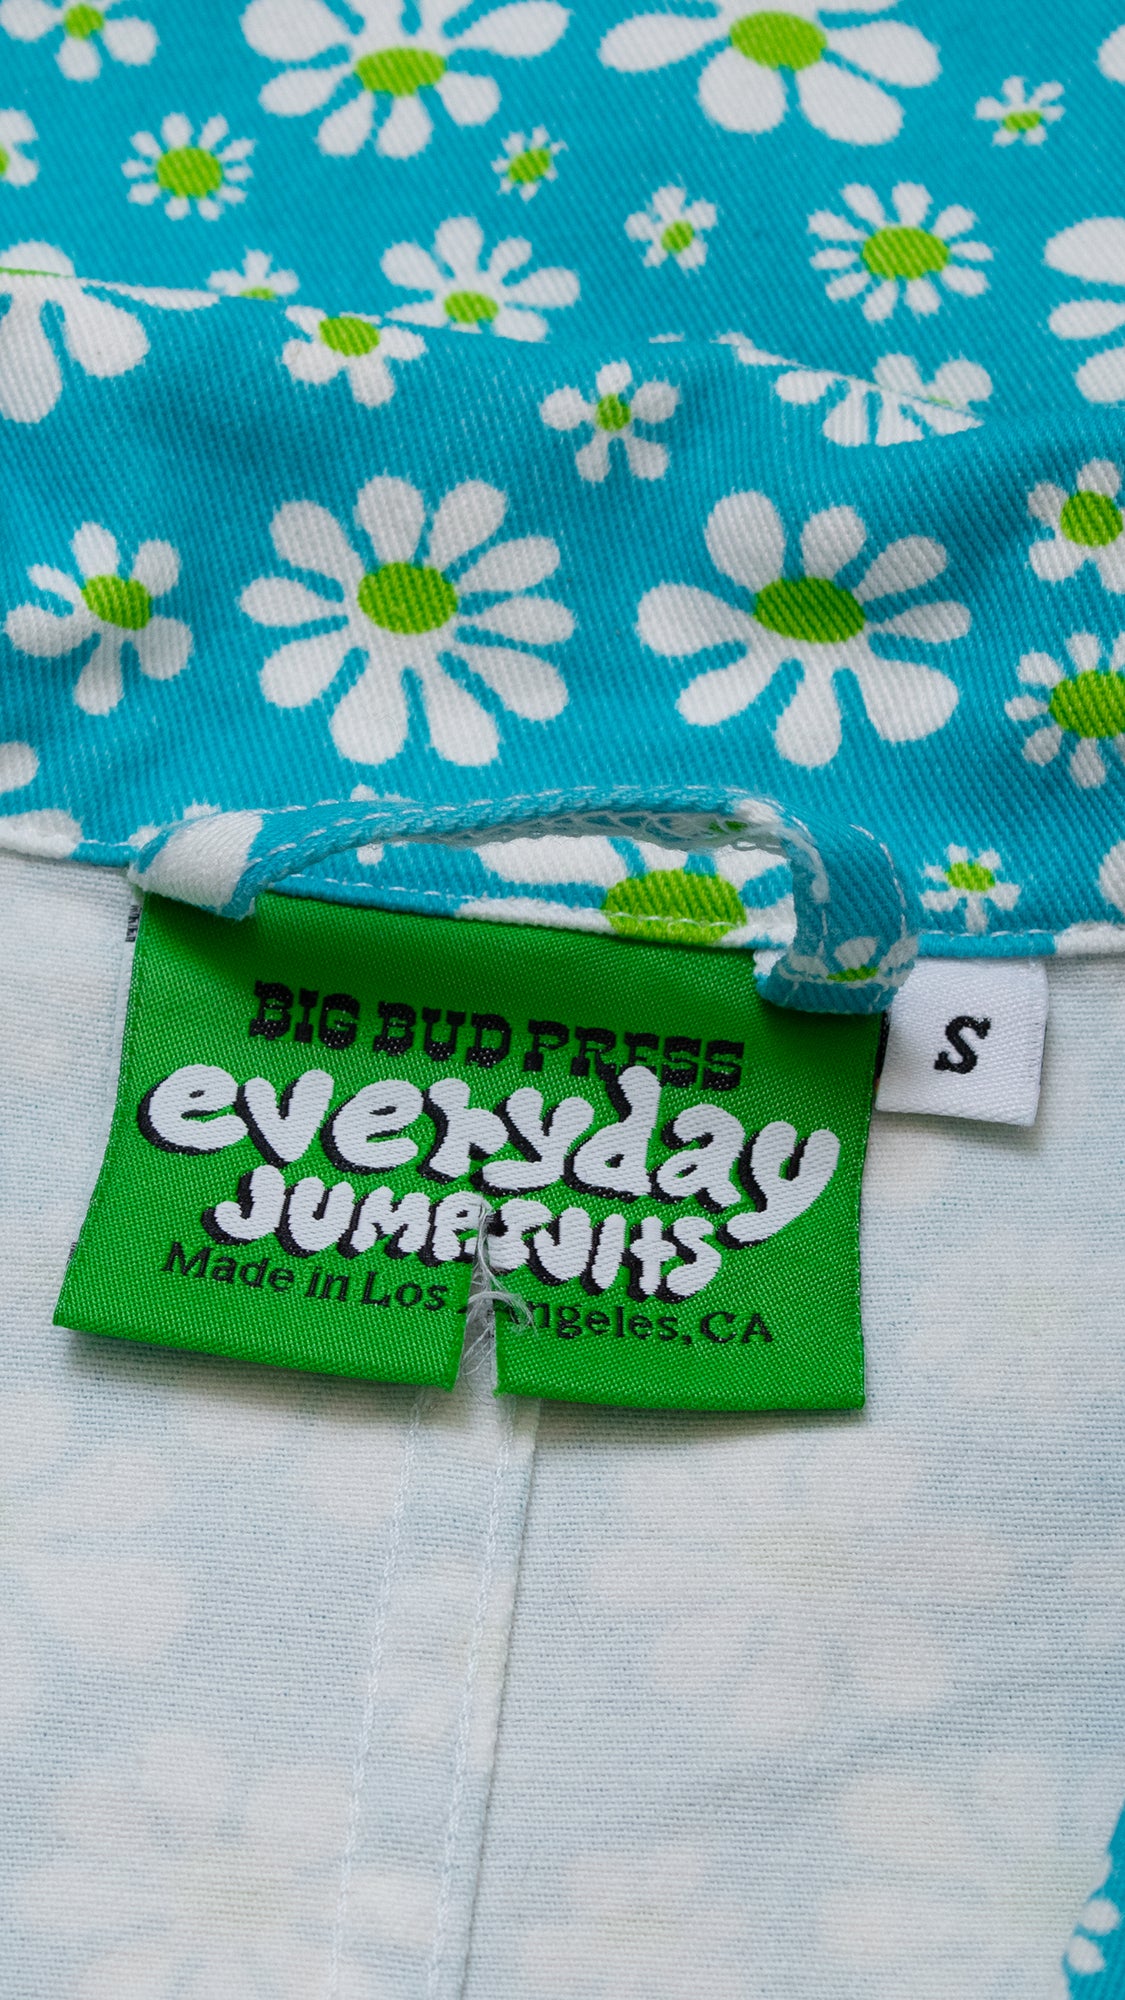 BIG BUD PRESS
everyday
JUMPSUITS
Made in Los Angeles, CA
S